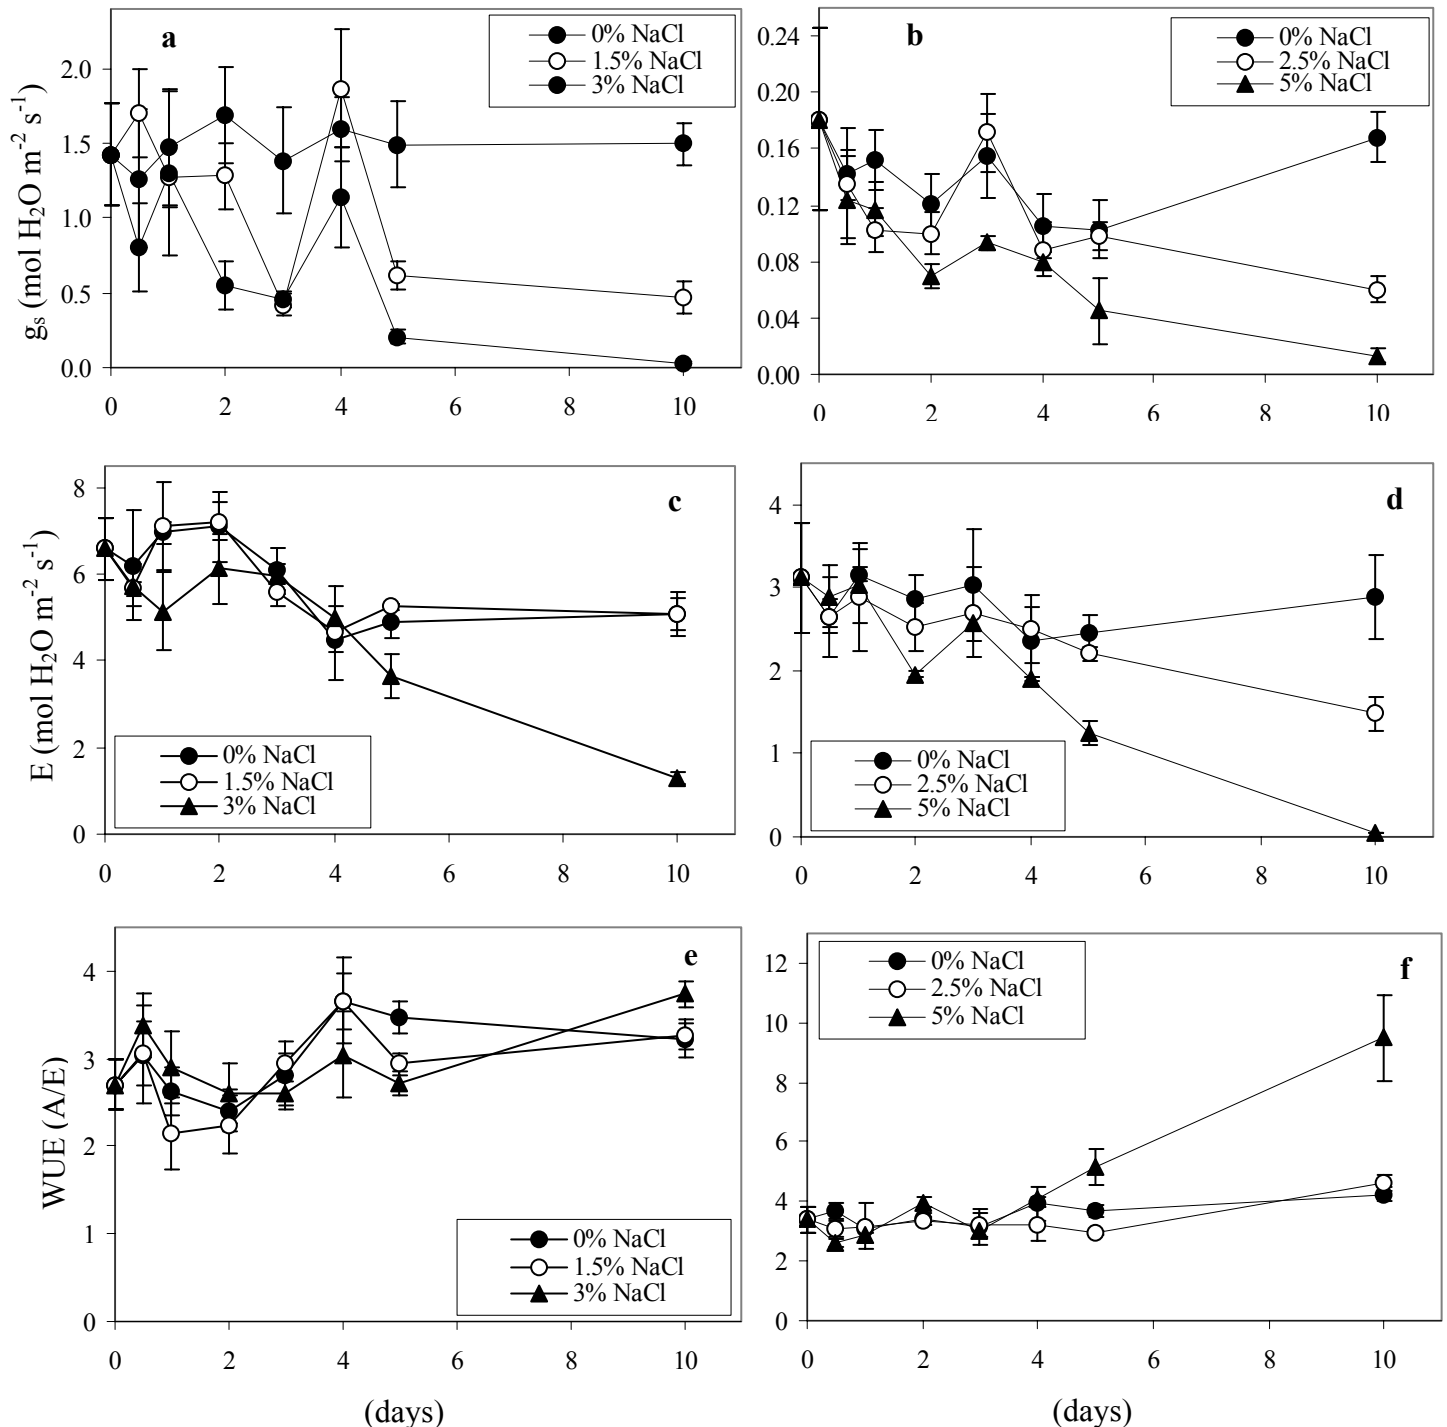 a
0% NaCl
1.5% NaCl
3% NaCl
2.0
1.5
1.0
0.5
0.0
gₛ (mol H₂O m⁻² s⁻¹)
0 2 4 6 8 10
b
0% NaCl
2.5% NaCl
5% NaCl
0.24
0.20
0.16
0.12
0.08
0.04
0.00
0 2 4 6 8 10
c
8
6
4
2
0
E (mol H₂O m⁻² s⁻¹)
0% NaCl
1.5% NaCl
3% NaCl
0 2 4 6 8 10
d
4
3
2
1
0
0% NaCl
2.5% NaCl
5% NaCl
0 2 4 6 8 10
e
4
3
2
1
0
WUE (A/E)
0% NaCl
1.5% NaCl
3% NaCl
0 2 4 6 8 10
(days)
f
0% NaCl
2.5% NaCl
5% NaCl
12
10
8
6
4
2
0
0 2 4 6 8 10
(days)